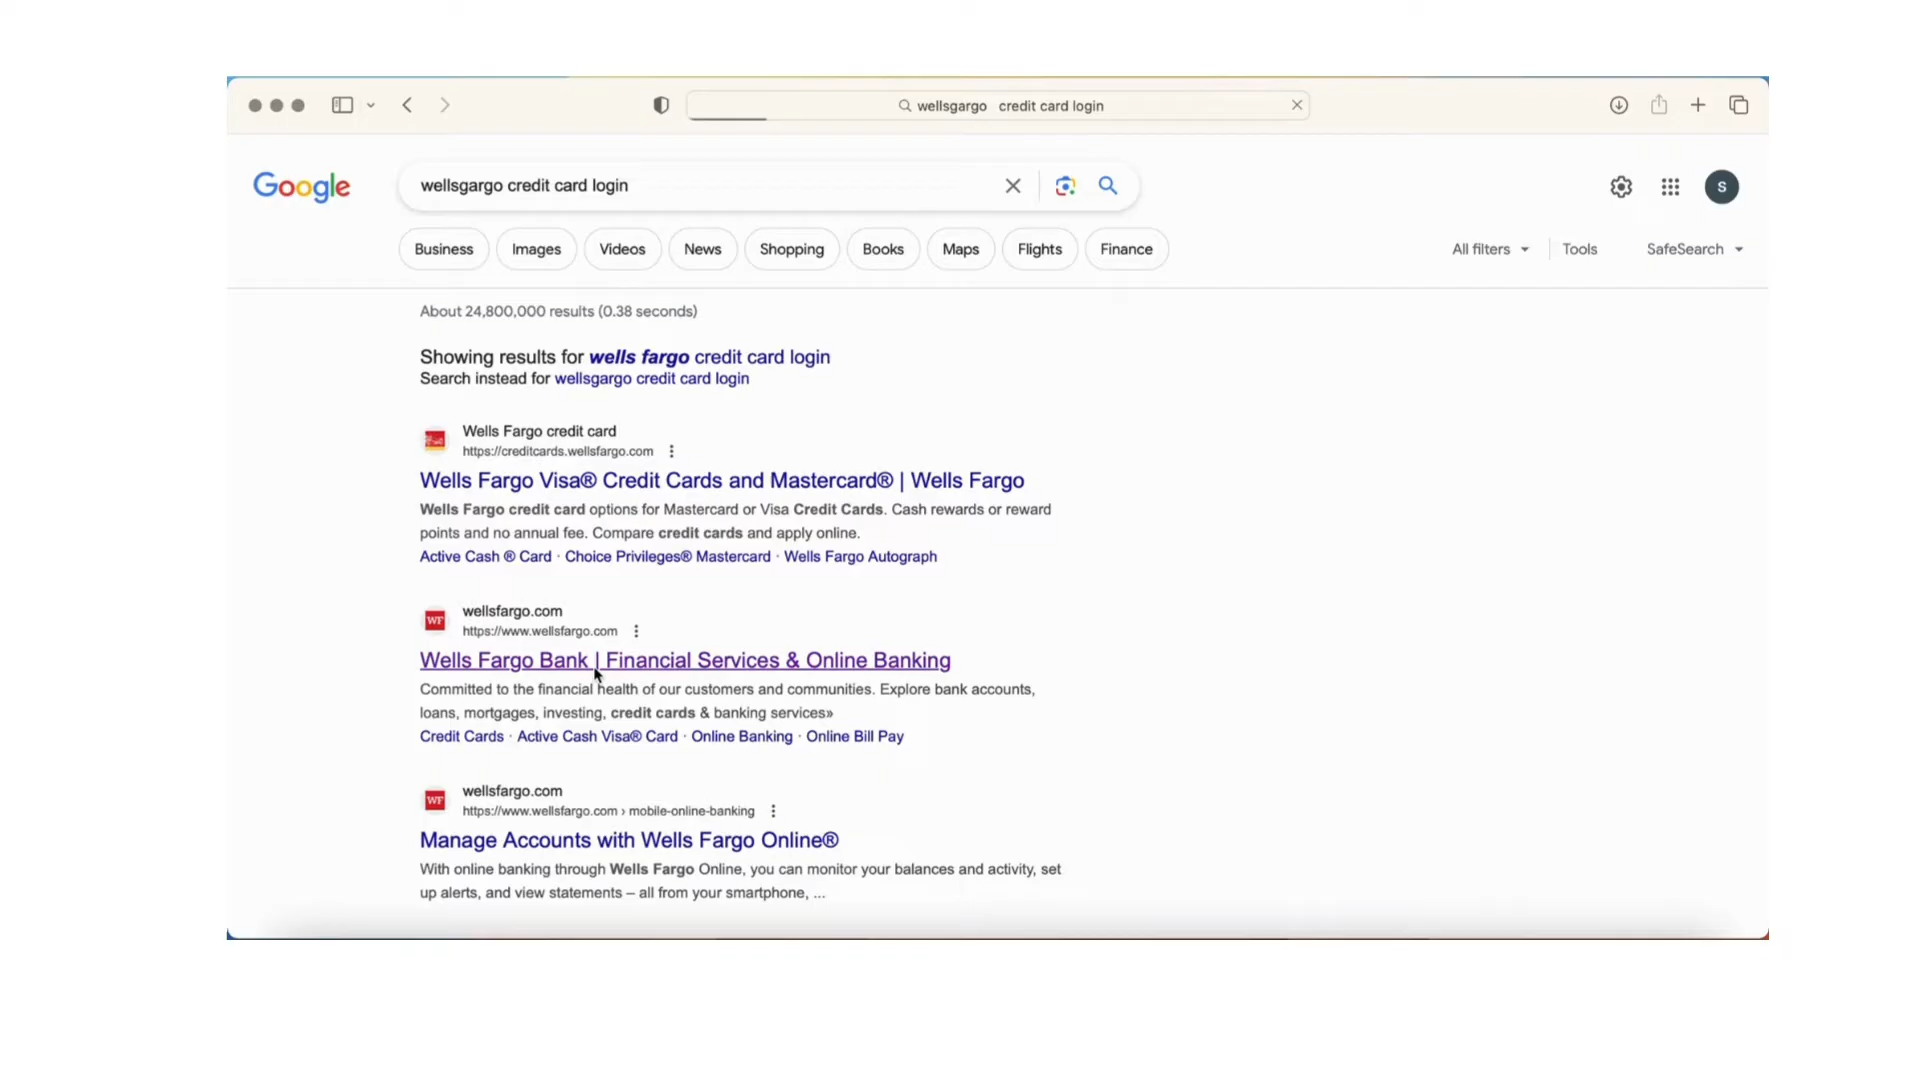 wellsgargo credit card login
Google
wellsgargo credit card login
S
Business Images Videos News Shopping Books Maps Flights Finance All filters Tools SafeSearch
About 24,800,000 results (0.38 seconds)
Showing results for wells fargo credit card login
Search instead for wellsgargo credit card login
Wells Fargo credit card
https://creditcards.wellsfargo.com
Wells Fargo Visa® Credit Cards and Mastercard® | Wells Fargo
Wells Fargo credit card options for Mastercard or Visa Credit Cards. Cash rewards or reward
points and no annual fee. Compare credit cards and apply online.
Active Cash ® Card · Choice Privileges® Mastercard · Wells Fargo Autograph
WF
wellsfargo.com
https://www.wellsfargo.com
Wells Fargo Bank | Financial Services & Online Banking
Committed to the financial health of our customers and communities. Explore bank accounts,
loans, mortgages, investing, credit cards & banking services»
Credit Cards · Active Cash Visa® Card · Online Banking · Online Bill Pay
WF
wellsfargo.com
https://www.wellsfargo.com › mobile-online-banking
Manage Accounts with Wells Fargo Online®
With online banking through Wells Fargo Online, you can monitor your balances and activity, set
up alerts, and view statements – all from your smartphone, ...